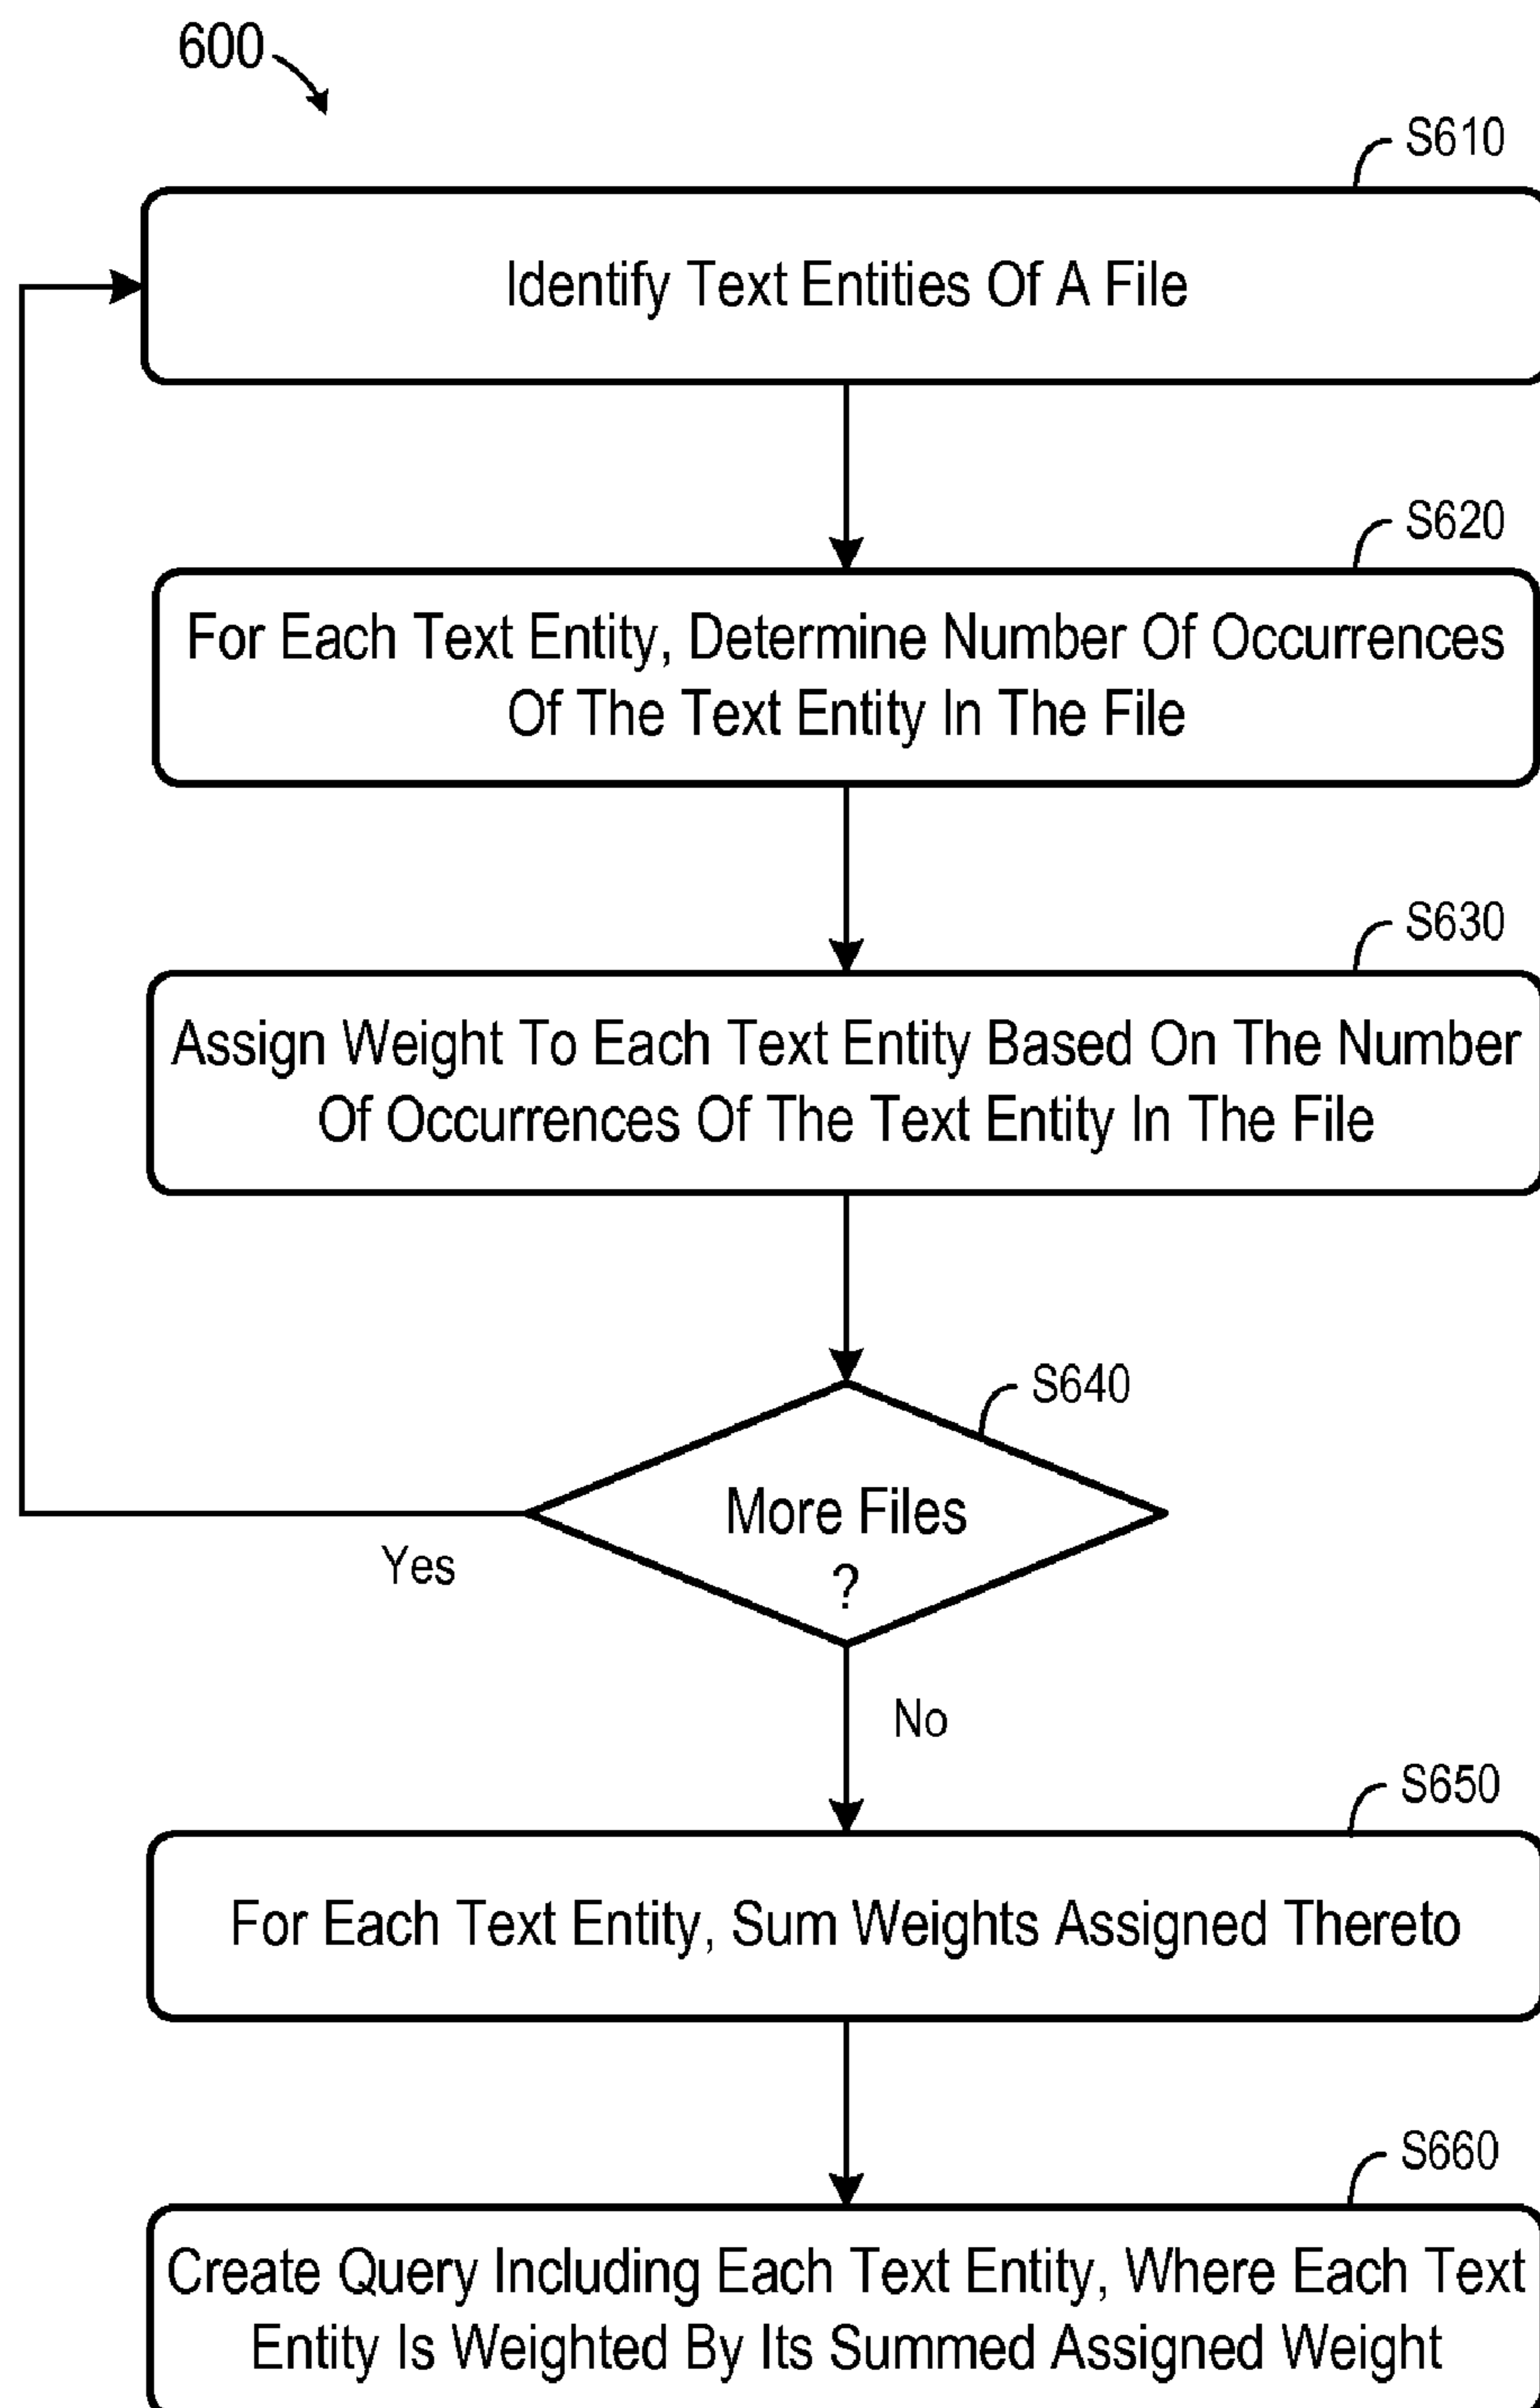 600
S610
Identify Text Entities Of A File
S620
For Each Text Entity, Determine Number Of Occurrences
Of The Text Entity In The File
S630
Assign Weight To Each Text Entity Based On The Number
Of Occurrences Of The Text Entity In The File
S640
More Files
?
Yes
No
S650
For Each Text Entity, Sum Weights Assigned Thereto
S660
Create Query Including Each Text Entity, Where Each Text
Entity Is Weighted By Its Summed Assigned Weight